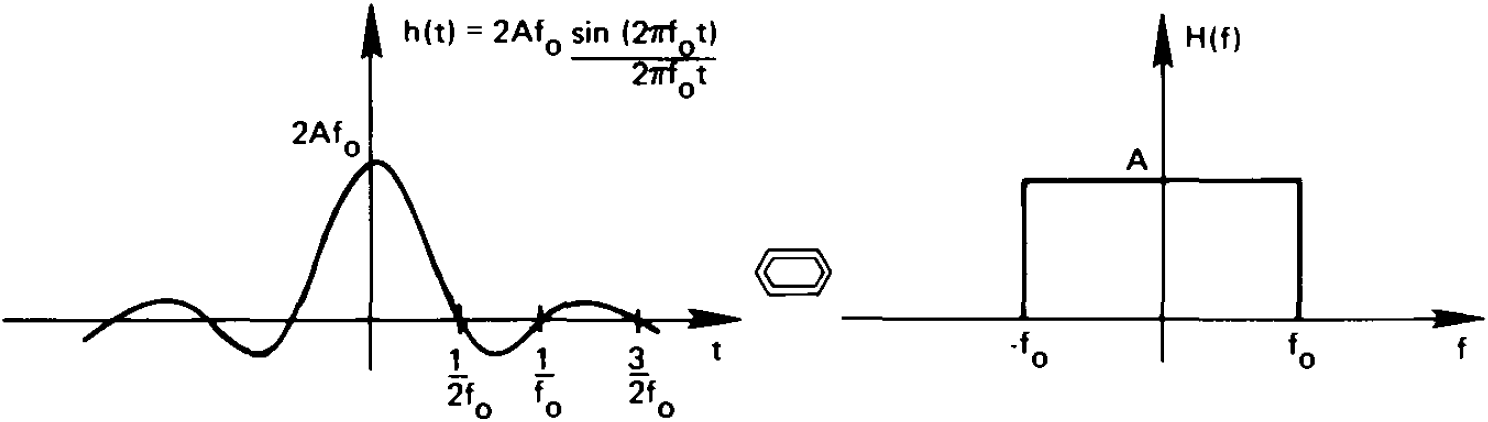 h(t) = 2Af₀ sin (2πf₀t)
2πf₀t
H(f)
2Af₀
A
t
1
2f₀
1
f₀
3
2f₀
-f₀
f₀
f